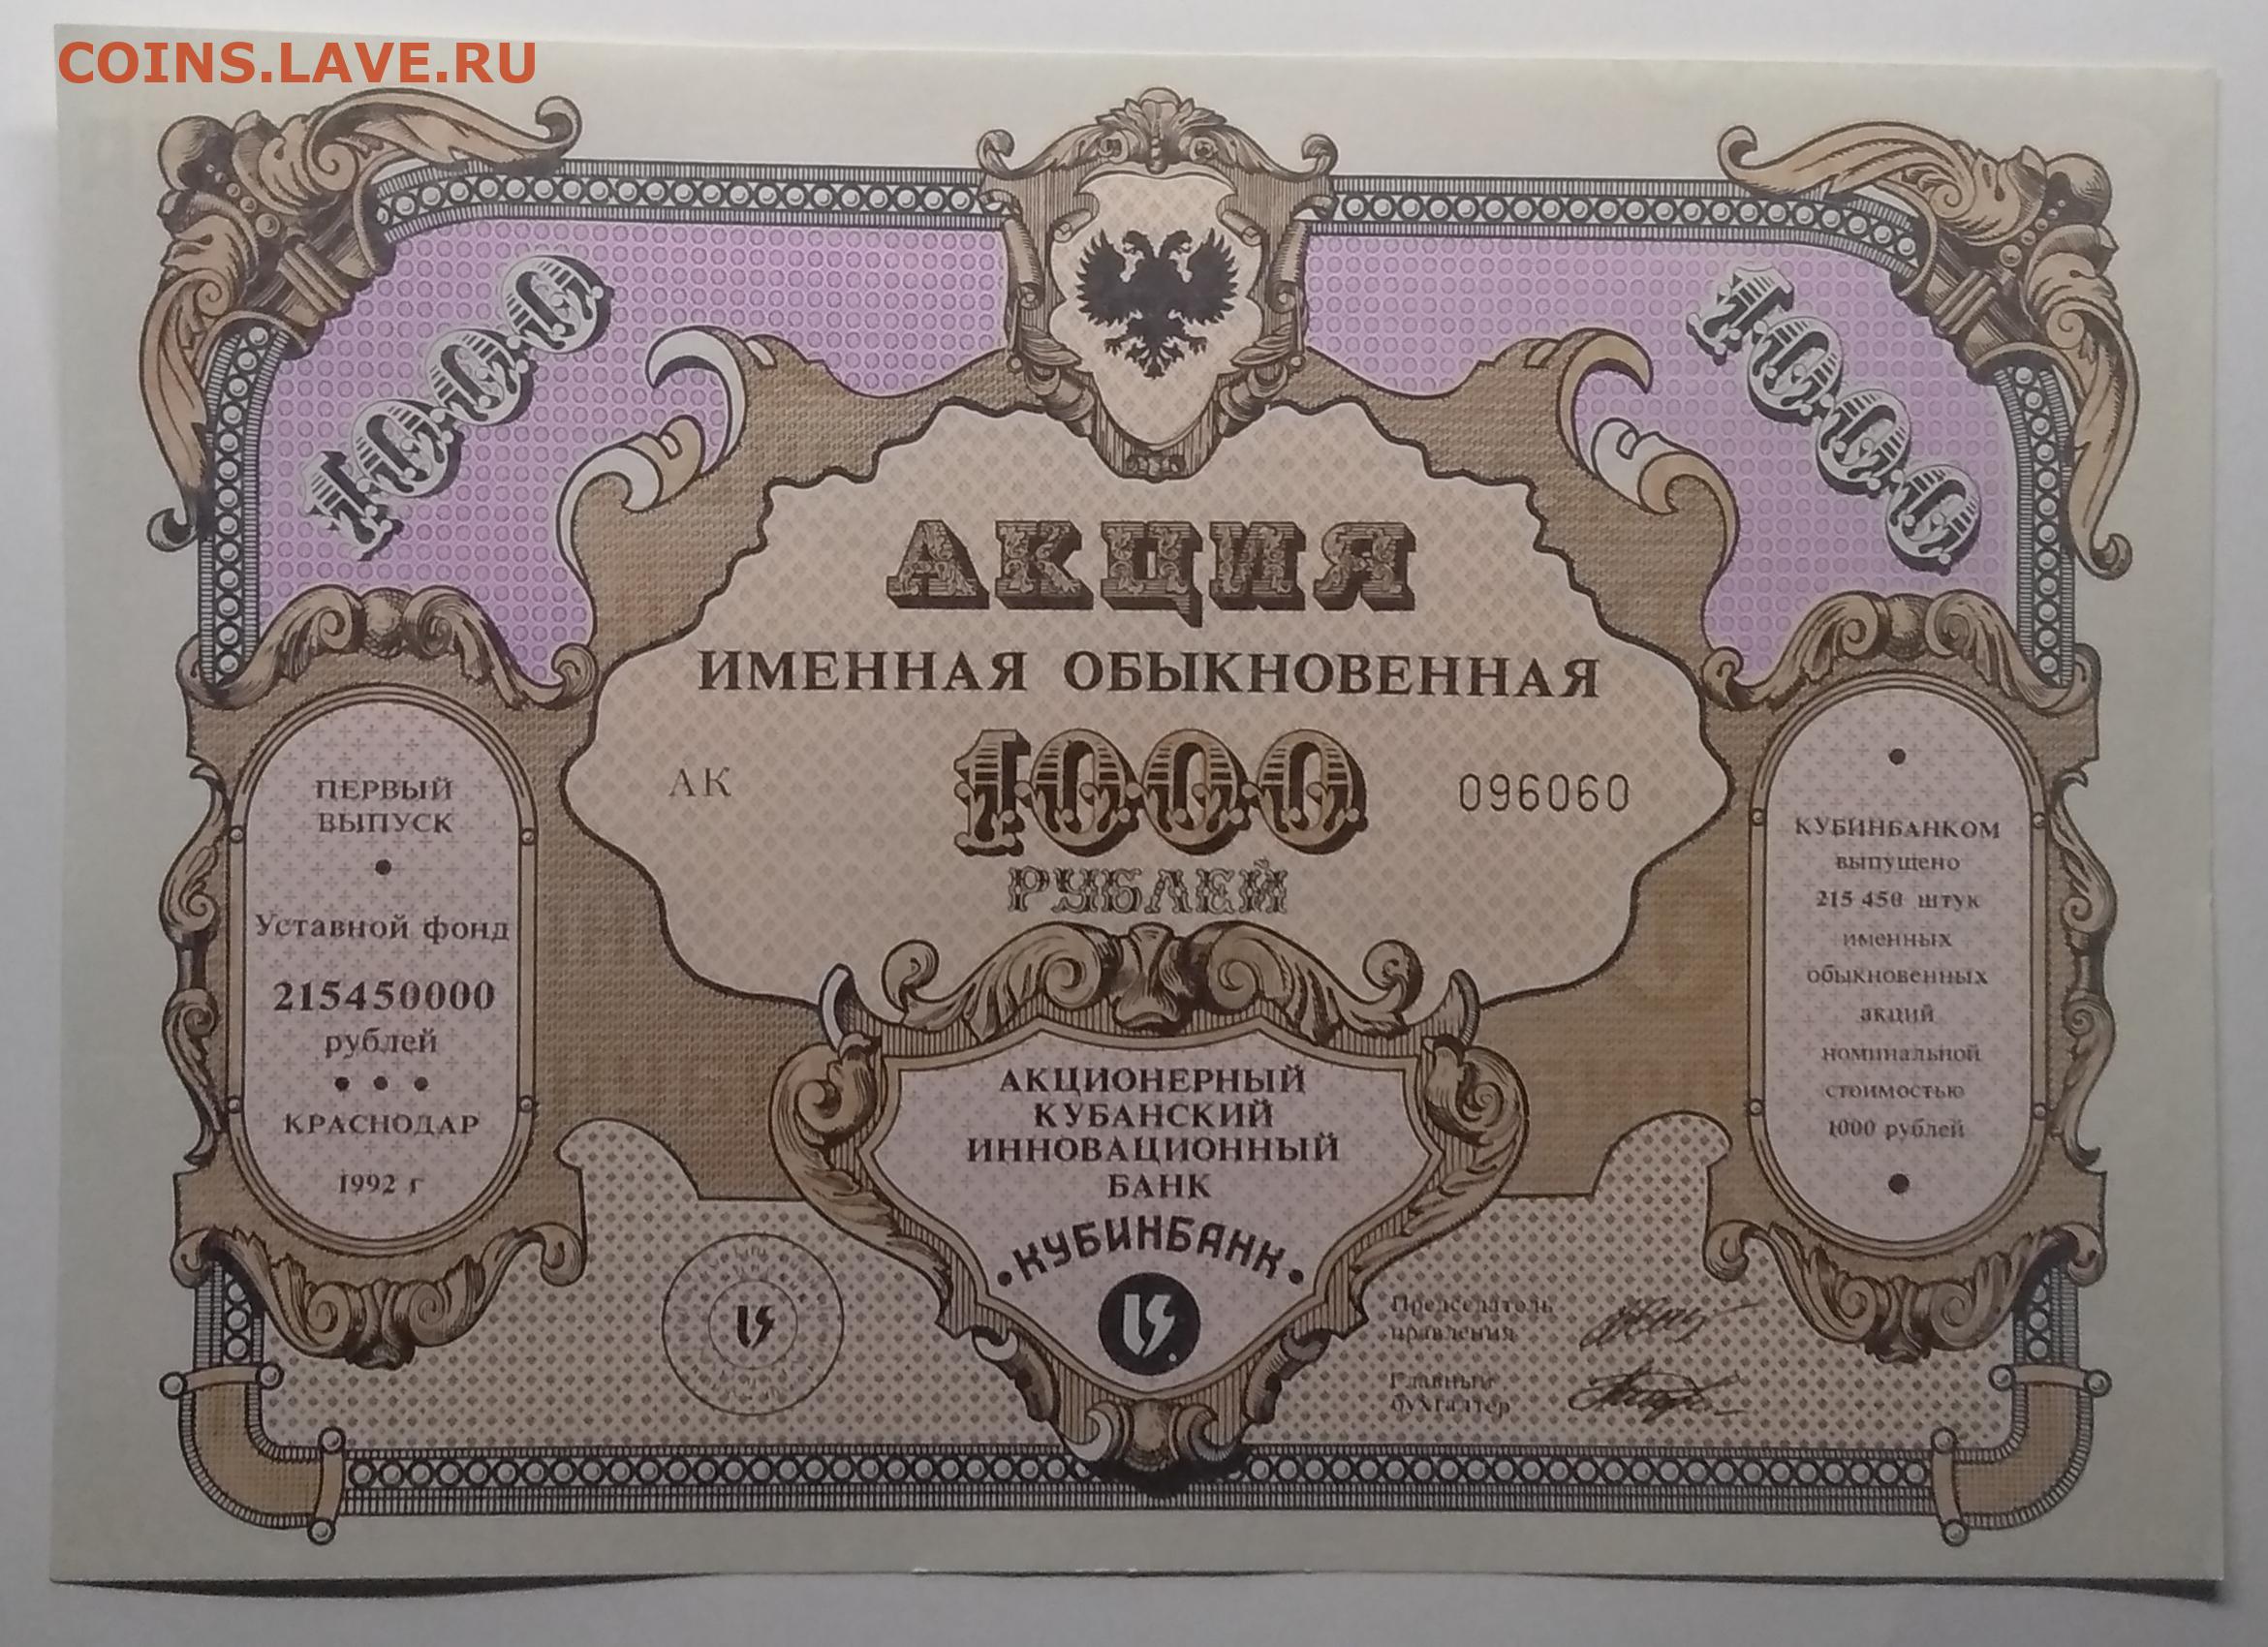 COINS.LAVE.RU
1000
1000
АКЦИЯ
ИМЕННАЯ ОБЫКНОВЕННАЯ
АК 1000 096060
РУБЛЕЙ
ПЕРВЫЙ
ВЫПУСК
Уставной фонд
215450000
рублей
КРАСНОДАР
1992 г
КУБИНБАНКОМ
выпущено
215 450 штук
именных
обыкновенных
акций
номинальной
стоимостью
1000 рублей
АКЦИОНЕРНЫЙ
КУБАНСКИЙ
ИННОВАЦИОННЫЙ
БАНК
•КУБИНБАНК•
Председатель
правления
Главный
бухгалтер